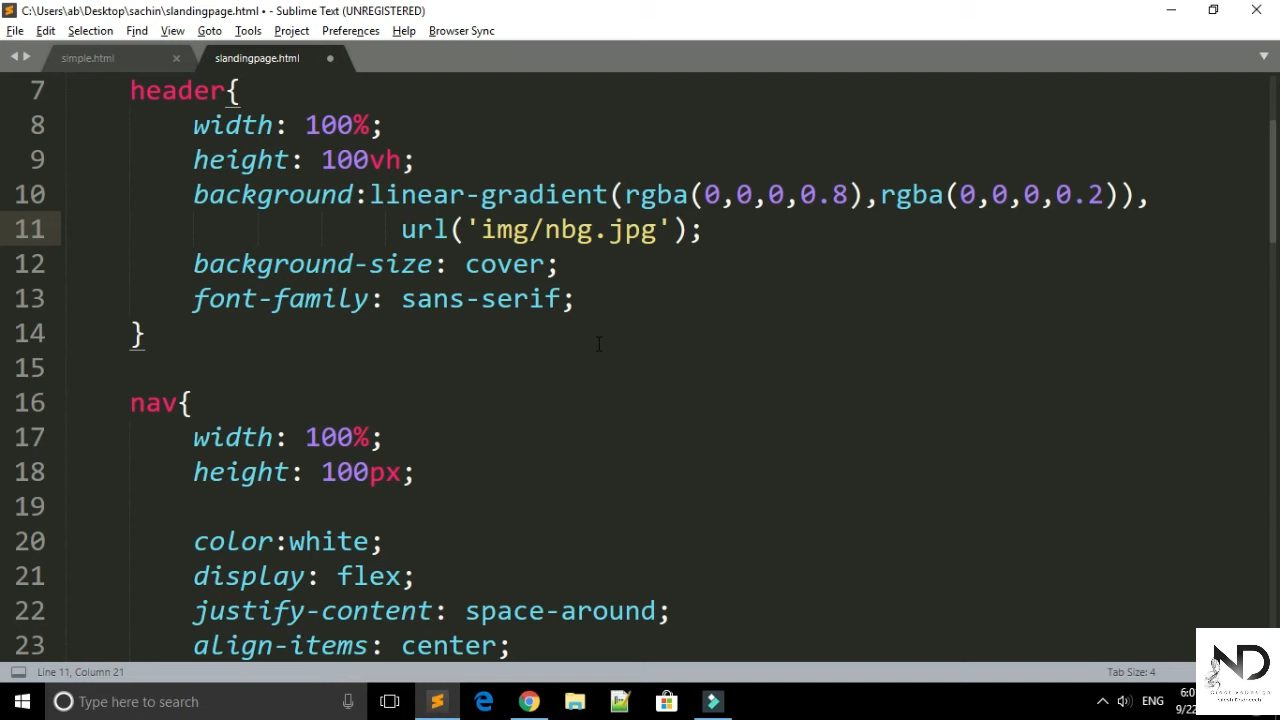 C:\Users\ab\Desktop\sachin\slandingpage.html • - Sublime Text (UNREGISTERED)
File Edit Selection Find View Goto Tools Project Preferences Help Browser Sync
simple.html slandingpage.html
7 header{
8 width: 100%;
9 height: 100vh;
10 background:linear-gradient(rgba(0,0,0,0.8),rgba(0,0,0,0.2)),
11 url('img/nbg.jpg');
12 background-size: cover;
13 font-family: sans-serif;
14 }
15
16 nav{
17 width: 100%;
18 height: 100px;
19
20 color:white;
21 display: flex;
22 justify-content: space-around;
23 align-items: center;
Line 11, Column 21 Tab Size: 4
Type here to search ENG
ND